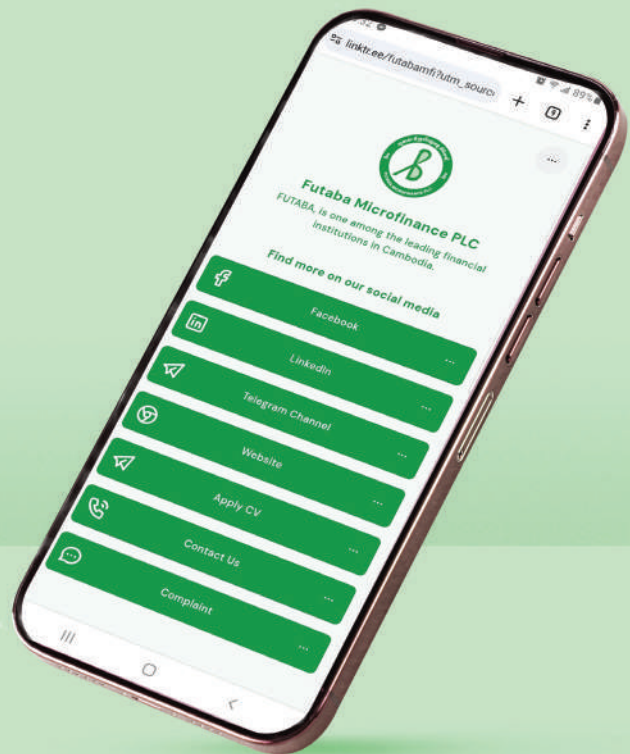 linktr.ee/futabamfi?utm_sourc
89%
Futaba Microfinance PLC
FUTABA, is one among the leading financial
institutions in Cambodia.
Find more on our social media
Facebook
LinkedIn
Telegram Channel
Website
Apply CV
Contact Us
Complaint